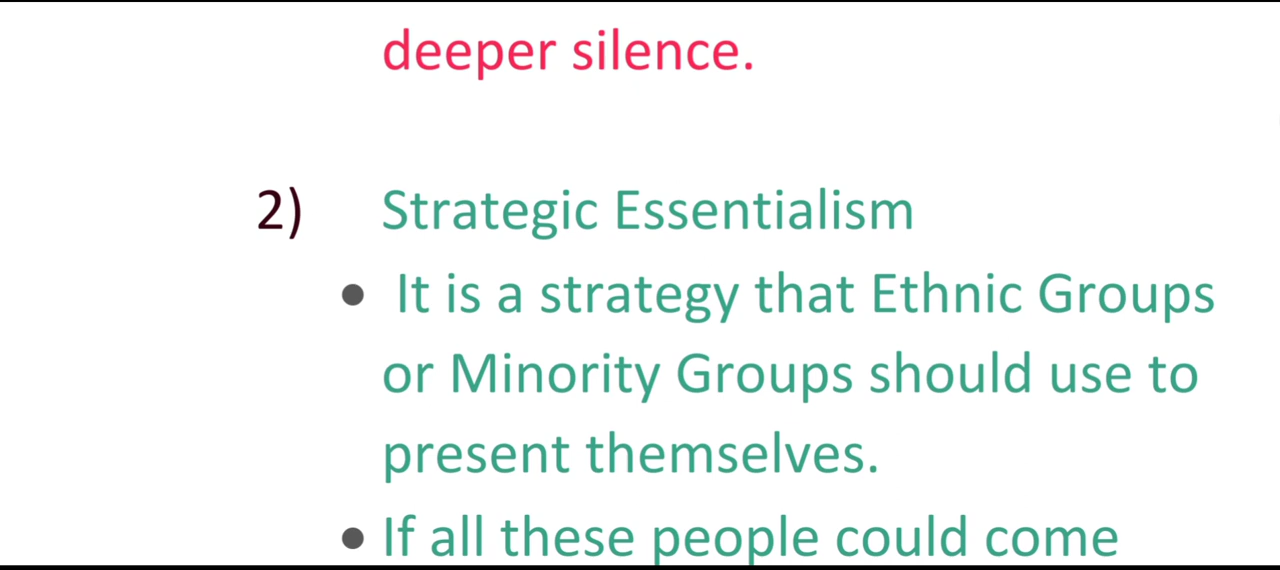 deeper silence.
2) Strategic Essentialism
• It is a strategy that Ethnic Groups
or Minority Groups should use to
present themselves.
• If all these people could come